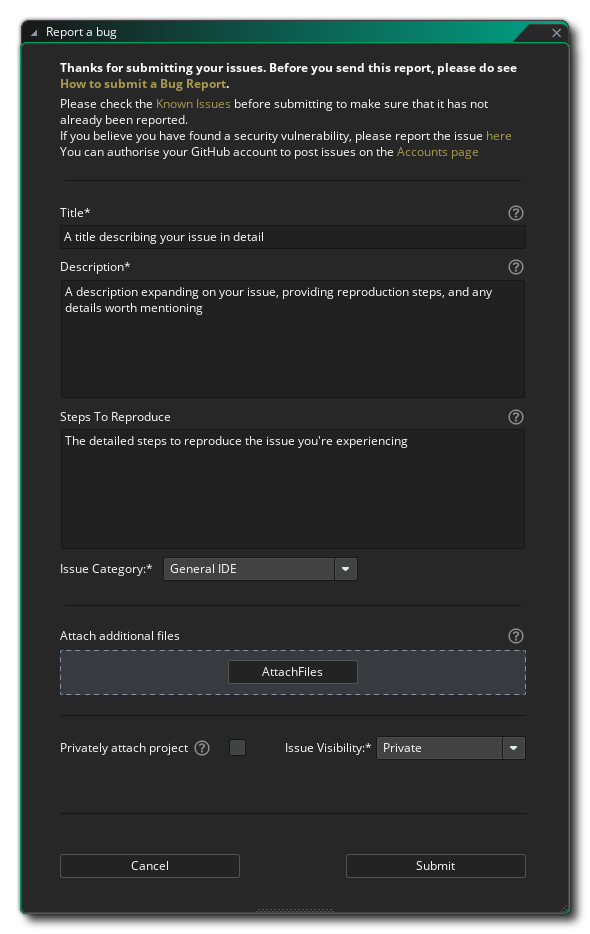 Report a bug
Thanks for submitting your issues. Before you send this report, please do see
How to submit a Bug Report.
Please check the Known Issues before submitting to make sure that it has not
already been reported.
If you believe you have found a security vulnerability, please report the issue here
You can authorise your GitHub account to post issues on the Accounts page
Title* ?
A title describing your issue in detail
Description* ?
A description expanding on your issue, providing reproduction steps, and any
details worth mentioning
Steps To Reproduce ?
The detailed steps to reproduce the issue you're experiencing
Issue Category:* General IDE
Attach additional files ?
AttachFiles
Privately attach project ? Issue Visibility:* Private
Cancel Submit